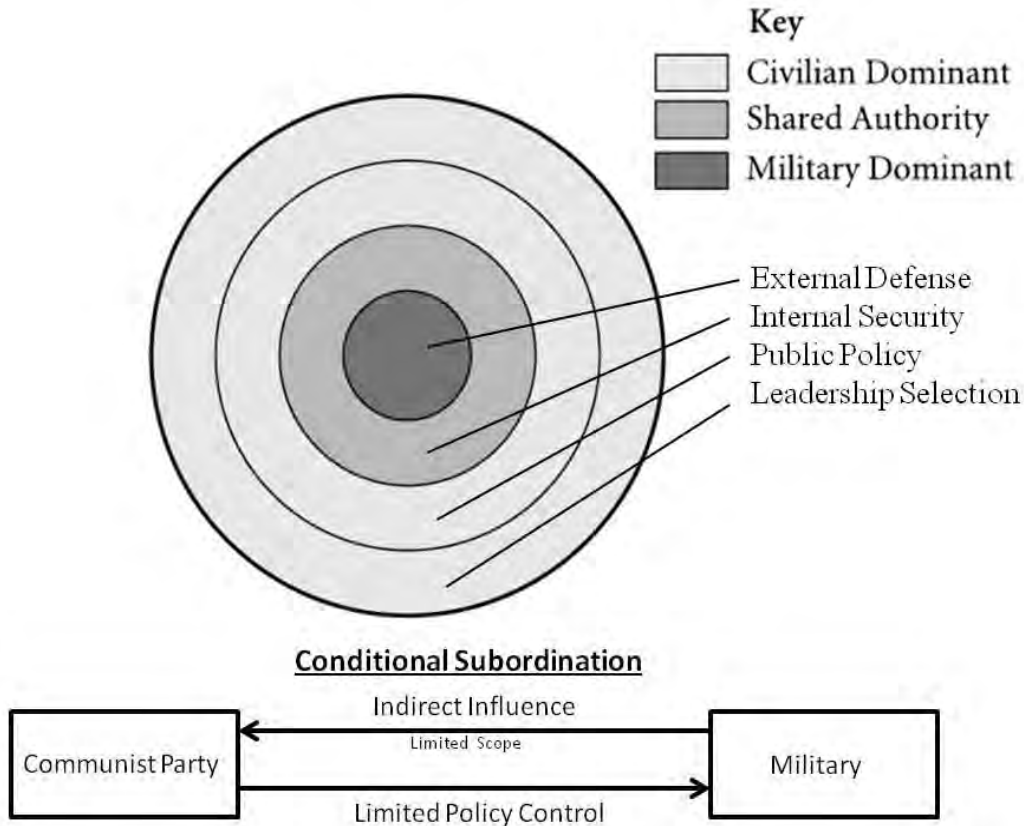 Key
Civilian Dominant
Shared Authority
Military Dominant
External Defense
Internal Security
Public Policy
Leadership Selection
Conditional Subordination
Indirect Influence
Limited Scope
Communist Party
Military
Limited Policy Control